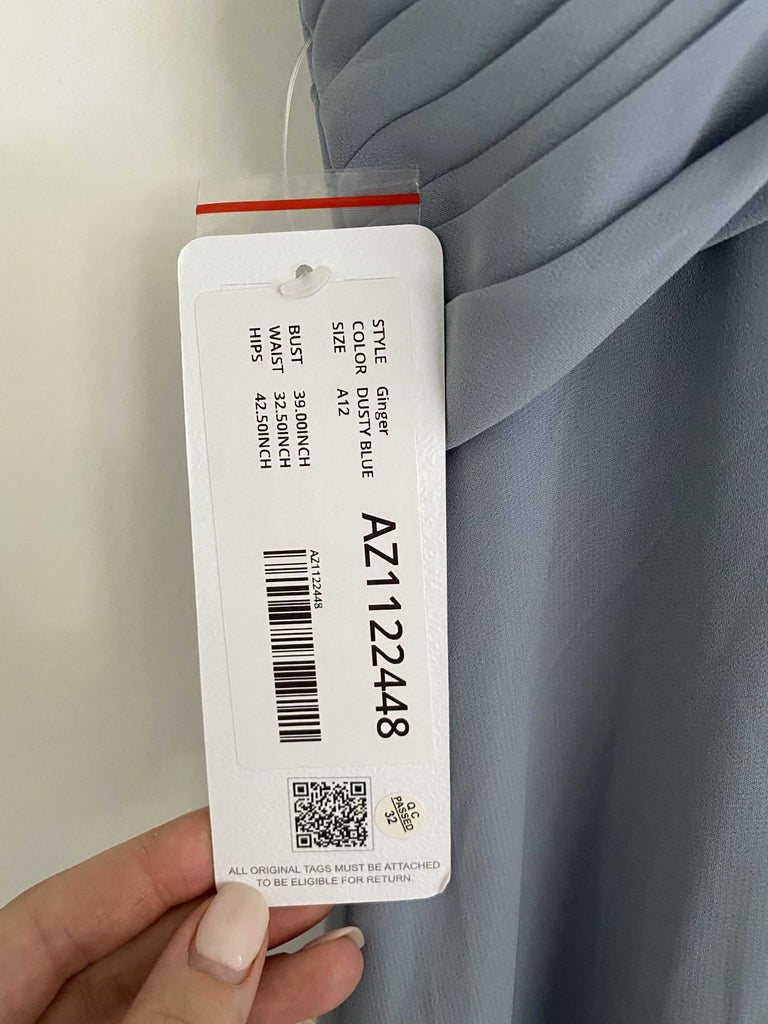 STYLE Ginger
COLOR DUSTY BLUE
SIZE A12
BUST 39.00INCH
WAIST 32.50INCH
HIPS 42.50INCH
AZ1122448
AZ1122448
Q C
PASSED
32
ALL ORIGINAL TAGS MUST BE ATTACHED
TO BE ELIGIBLE FOR RETURN.